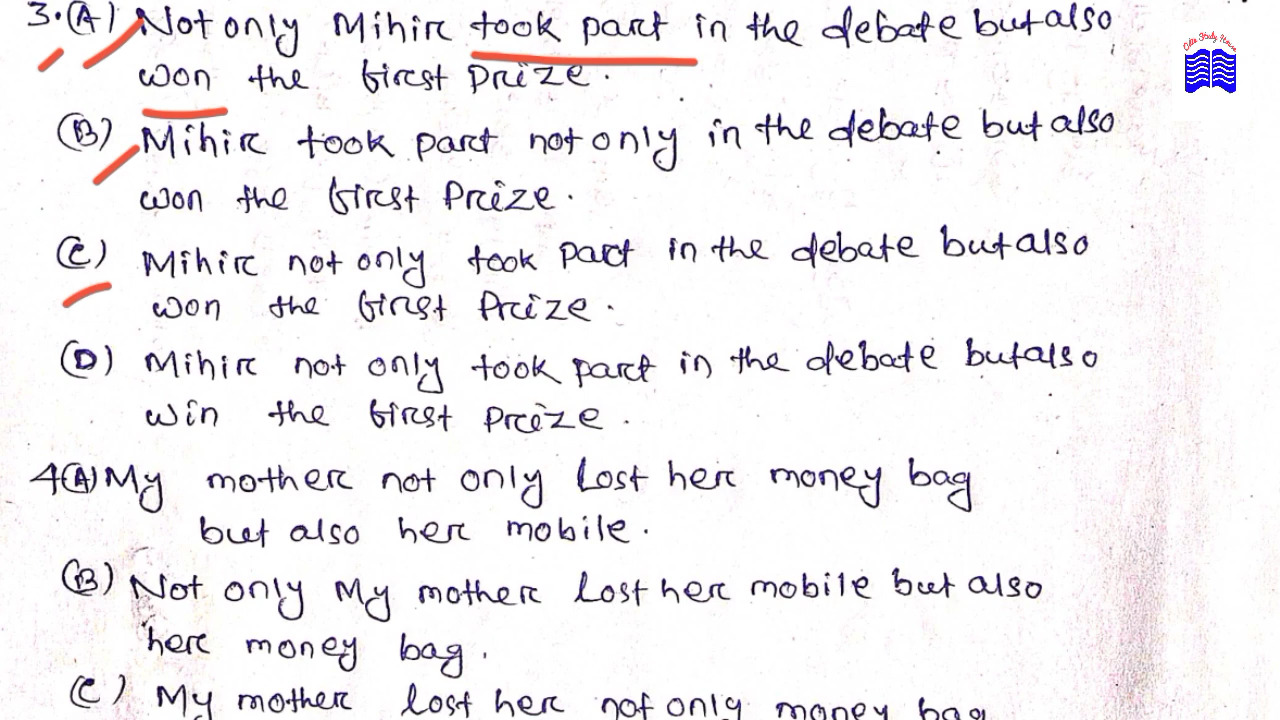 3.(A) Not only Mihir took part in the debate but also
won the first prize.
(B) Mihir took part not only in the debate but also
won the first Prize.
(C) Mihir not only took part in the debate but also
won the first Prize.
(D) Mihir not only took part in the debate but also
win the first Prize.
4(A) My mother not only Lost her money bag
but also her mobile.
(B) Not only My mother Lost her mobile but also
her money bag.
(C) My mother lost her not only money bag
Odia Study House